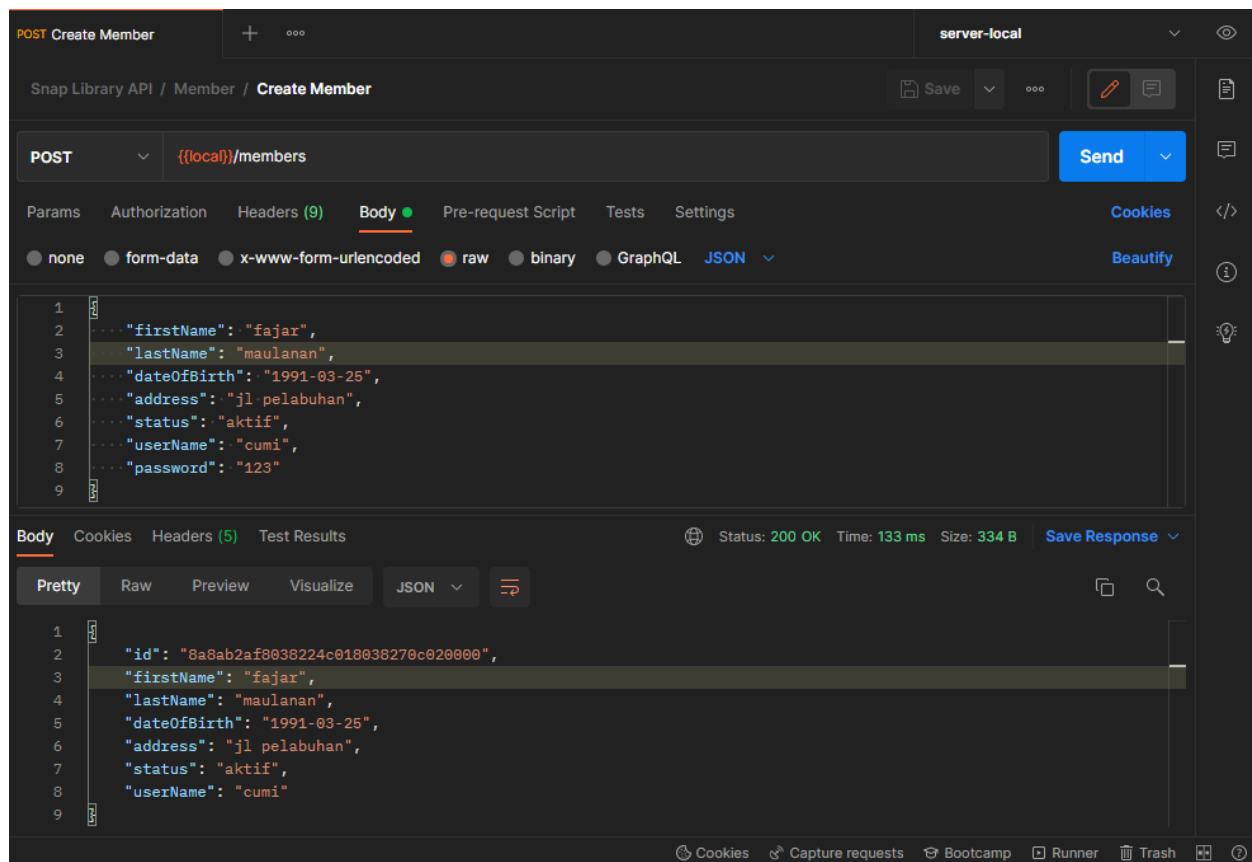 POST Create Member server-local
Snap Library API / Member / Create Member Save
POST {{local}}/members Send
Params Authorization Headers (9) Body Pre-request Script Tests Settings Cookies
none form-data x-www-form-urlencoded raw binary GraphQL JSON Beautify
1 {
2 "firstName": "fajar",
3 "lastName": "maulanan",
4 "dateOfBirth": "1991-03-25",
5 "address": "jl pelabuhan",
6 "status": "aktif",
7 "userName": "cumi",
8 "password": "123"
9 }
Body Cookies Headers (5) Test Results Status: 200 OK Time: 133 ms Size: 334 B Save Response
Pretty Raw Preview Visualize JSON
1 {
2 "id": "8a8ab2af8038224c018038270c020000",
3 "firstName": "fajar",
4 "lastName": "maulanan",
5 "dateOfBirth": "1991-03-25",
6 "address": "jl pelabuhan",
7 "status": "aktif",
8 "userName": "cumi"
9 }
Cookies Capture requests Bootcamp Runner Trash